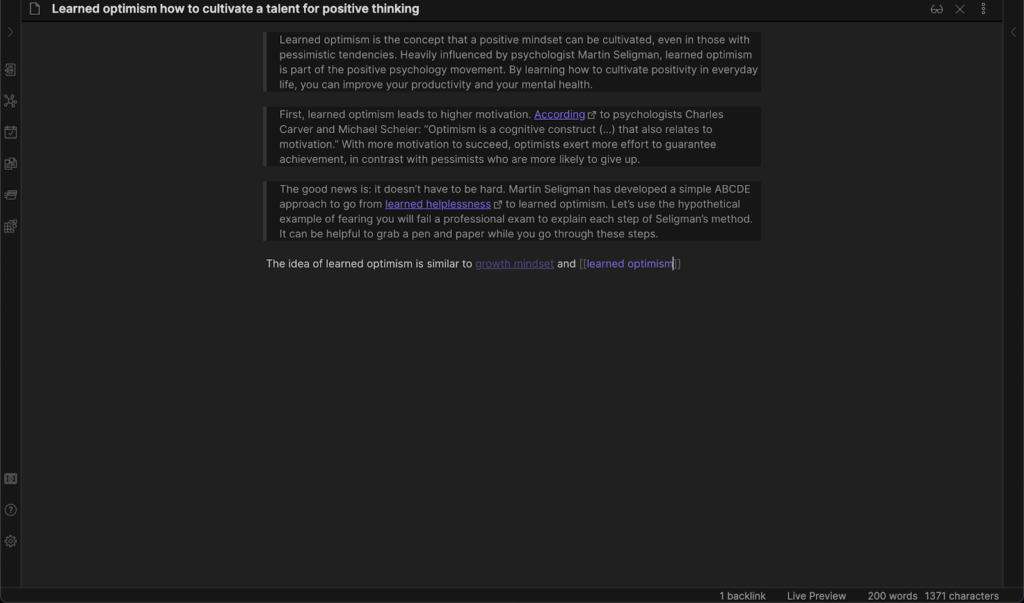 Learned optimism how to cultivate a talent for positive thinking
Learned optimism is the concept that a positive mindset can be cultivated, even in those with
pessimistic tendencies. Heavily influenced by psychologist Martin Seligman, learned optimism
is part of the positive psychology movement. By learning how to cultivate positivity in everyday
life, you can improve your productivity and your mental health.
First, learned optimism leads to higher motivation. According to psychologists Charles
Carver and Michael Scheier: “Optimism is a cognitive construct (…) that also relates to
motivation.” With more motivation to succeed, optimists exert more effort to guarantee
achievement, in contrast with pessimists who are more likely to give up.
The good news is: it doesn’t have to be hard. Martin Seligman has developed a simple ABCDE
approach to go from learned helplessness to learned optimism. Let’s use the hypothetical
example of fearing you will fail a professional exam to explain each step of Seligman’s method.
It can be helpful to grab a pen and paper while you go through these steps.
The idea of learned optimism is similar to growth mindset and [[learned optimism]]
1 backlink Live Preview 200 words 1371 characters